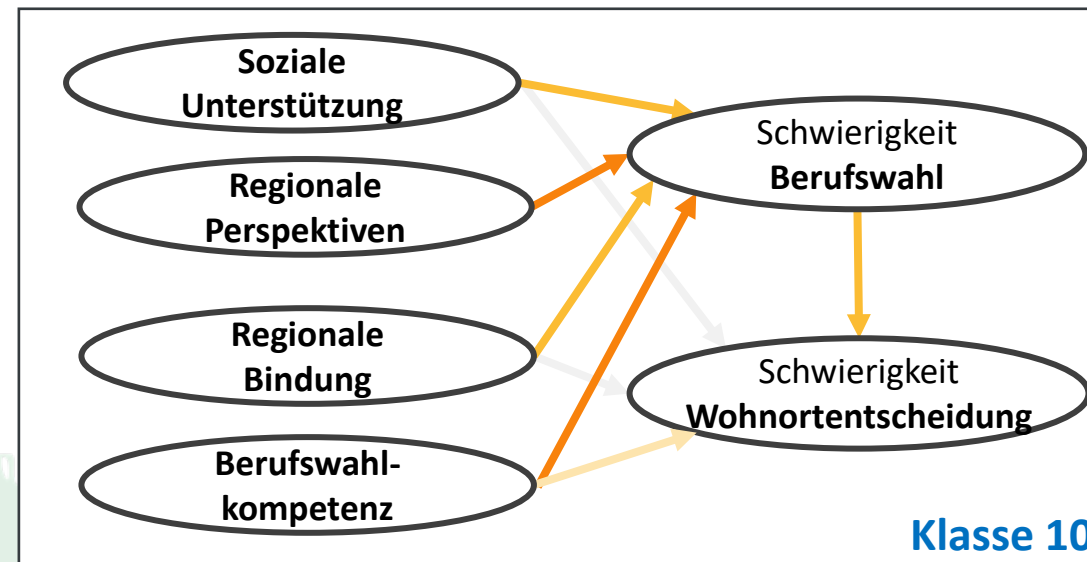 Soziale
Unterstützung
Regionale
Perspektiven
Regionale
Bindung
Berufswahl-
kompetenz
Schwierigkeit
Berufswahl
Schwierigkeit
Wohnortentscheidung
Klasse 10